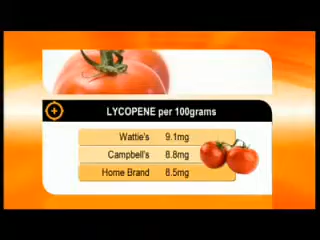 LYCOPENE per 100grams
Wattie's 9.1mg
Campbell's 8.8mg
Home Brand 8.5mg